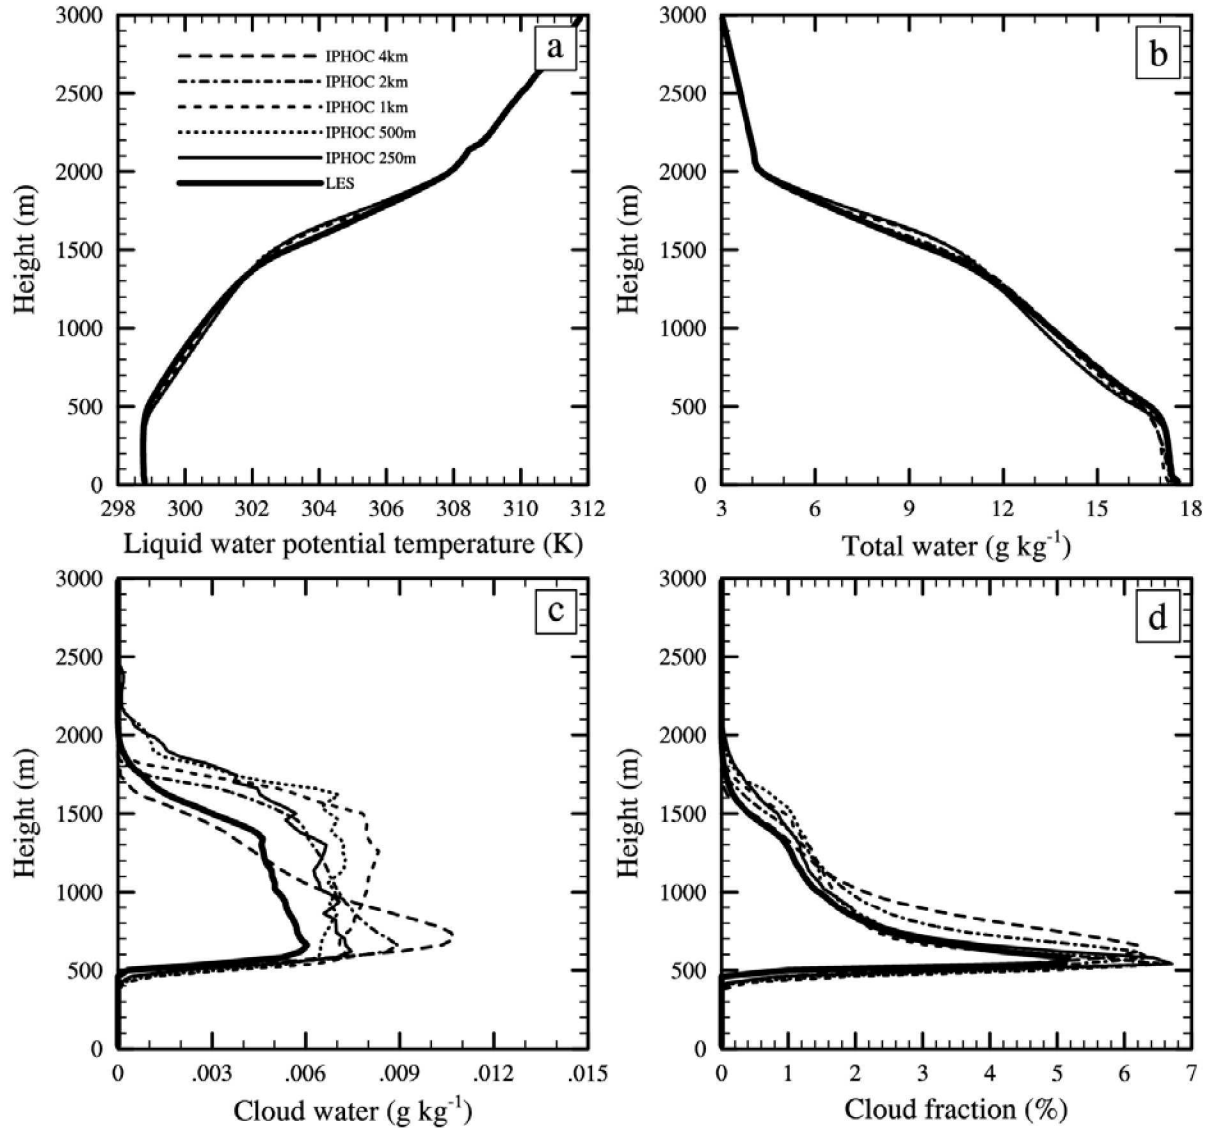 3000
2500
2000
1500
1000
500
0
Height (m)
a
IPHOC 4km
IPHOC 2km
IPHOC 1km
IPHOC 500m
IPHOC 250m
LES
298 300 302 304 306 308 310 312
Liquid water potential temperature (K)
3000
2500
2000
1500
1000
500
0
Height (m)
b
3 6 9 12 15 18
Total water (g kg⁻¹)
3000
2500
2000
1500
1000
500
0
Height (m)
c
0 .003 .006 .009 .012 .015
Cloud water (g kg⁻¹)
3000
2500
2000
1500
1000
500
0
Height (m)
d
0 1 2 3 4 5 6 7
Cloud fraction (%)